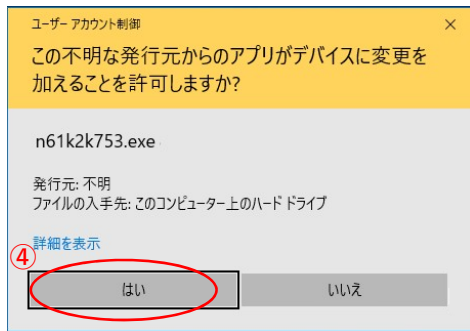 ユーザー アカウント制御
×
この不明な発行元からのアプリがデバイスに変更を
加えることを許可しますか?
n61k2k753.exe
発行元: 不明
ファイルの入手先: このコンピューター上のハード ドライブ
詳細を表示
④
はい
いいえ